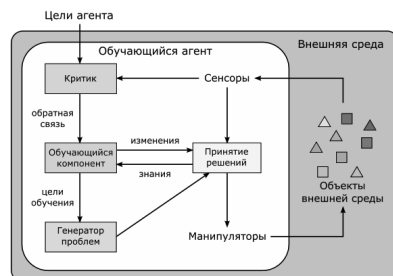 Цели агента
Внешняя среда
Обучающийся агент
Критик
Сенсоры
обратная
связь
изменения
Обучающийся
компонент
Принятие
решений
знания
цели
обучения
Объекты
внешней среды
Генератор
проблем
Манипуляторы